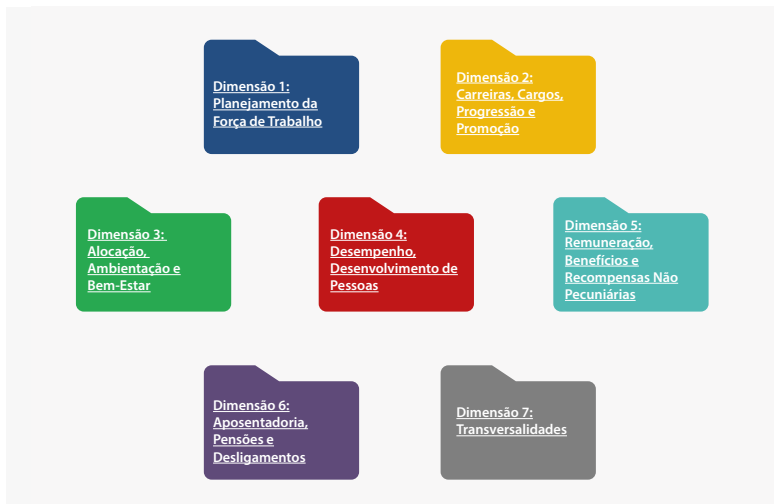 Dimensão 1:
Planejamento da
Força de Trabalho
Dimensão 2:
Carreiras, Cargos,
Progressão e
Promoção
Dimensão 3:
Alocação,
Ambientação e
Bem-Estar
Dimensão 4:
Desempenho,
Desenvolvimento de
Pessoas
Dimensão 5:
Remuneração,
Benefícios e
Recompensas Não
Pecuniárias
Dimensão 6:
Aposentadoria,
Pensões e
Desligamentos
Dimensão 7:
Transversalidades